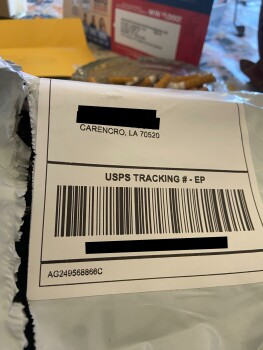 CARENCRO, LA 70520
USPS TRACKING # - EP
AG249568866C